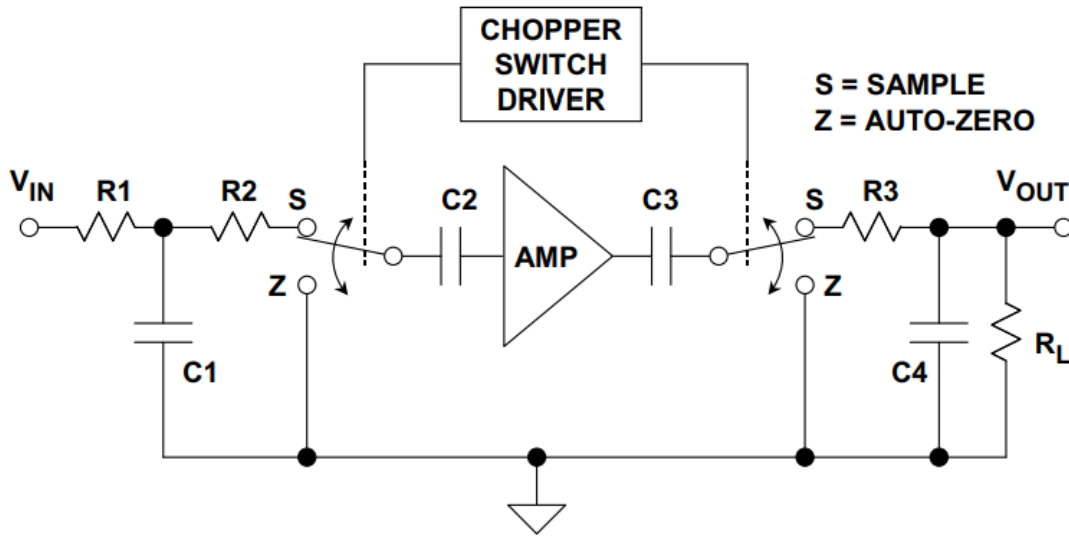 CHOPPER
SWITCH
DRIVER
S = SAMPLE
Z = AUTO-ZERO
VIN
R1
R2
S
C2
C3
S
R3
VOUT
AMP
Z
Z
C1
C4
RL